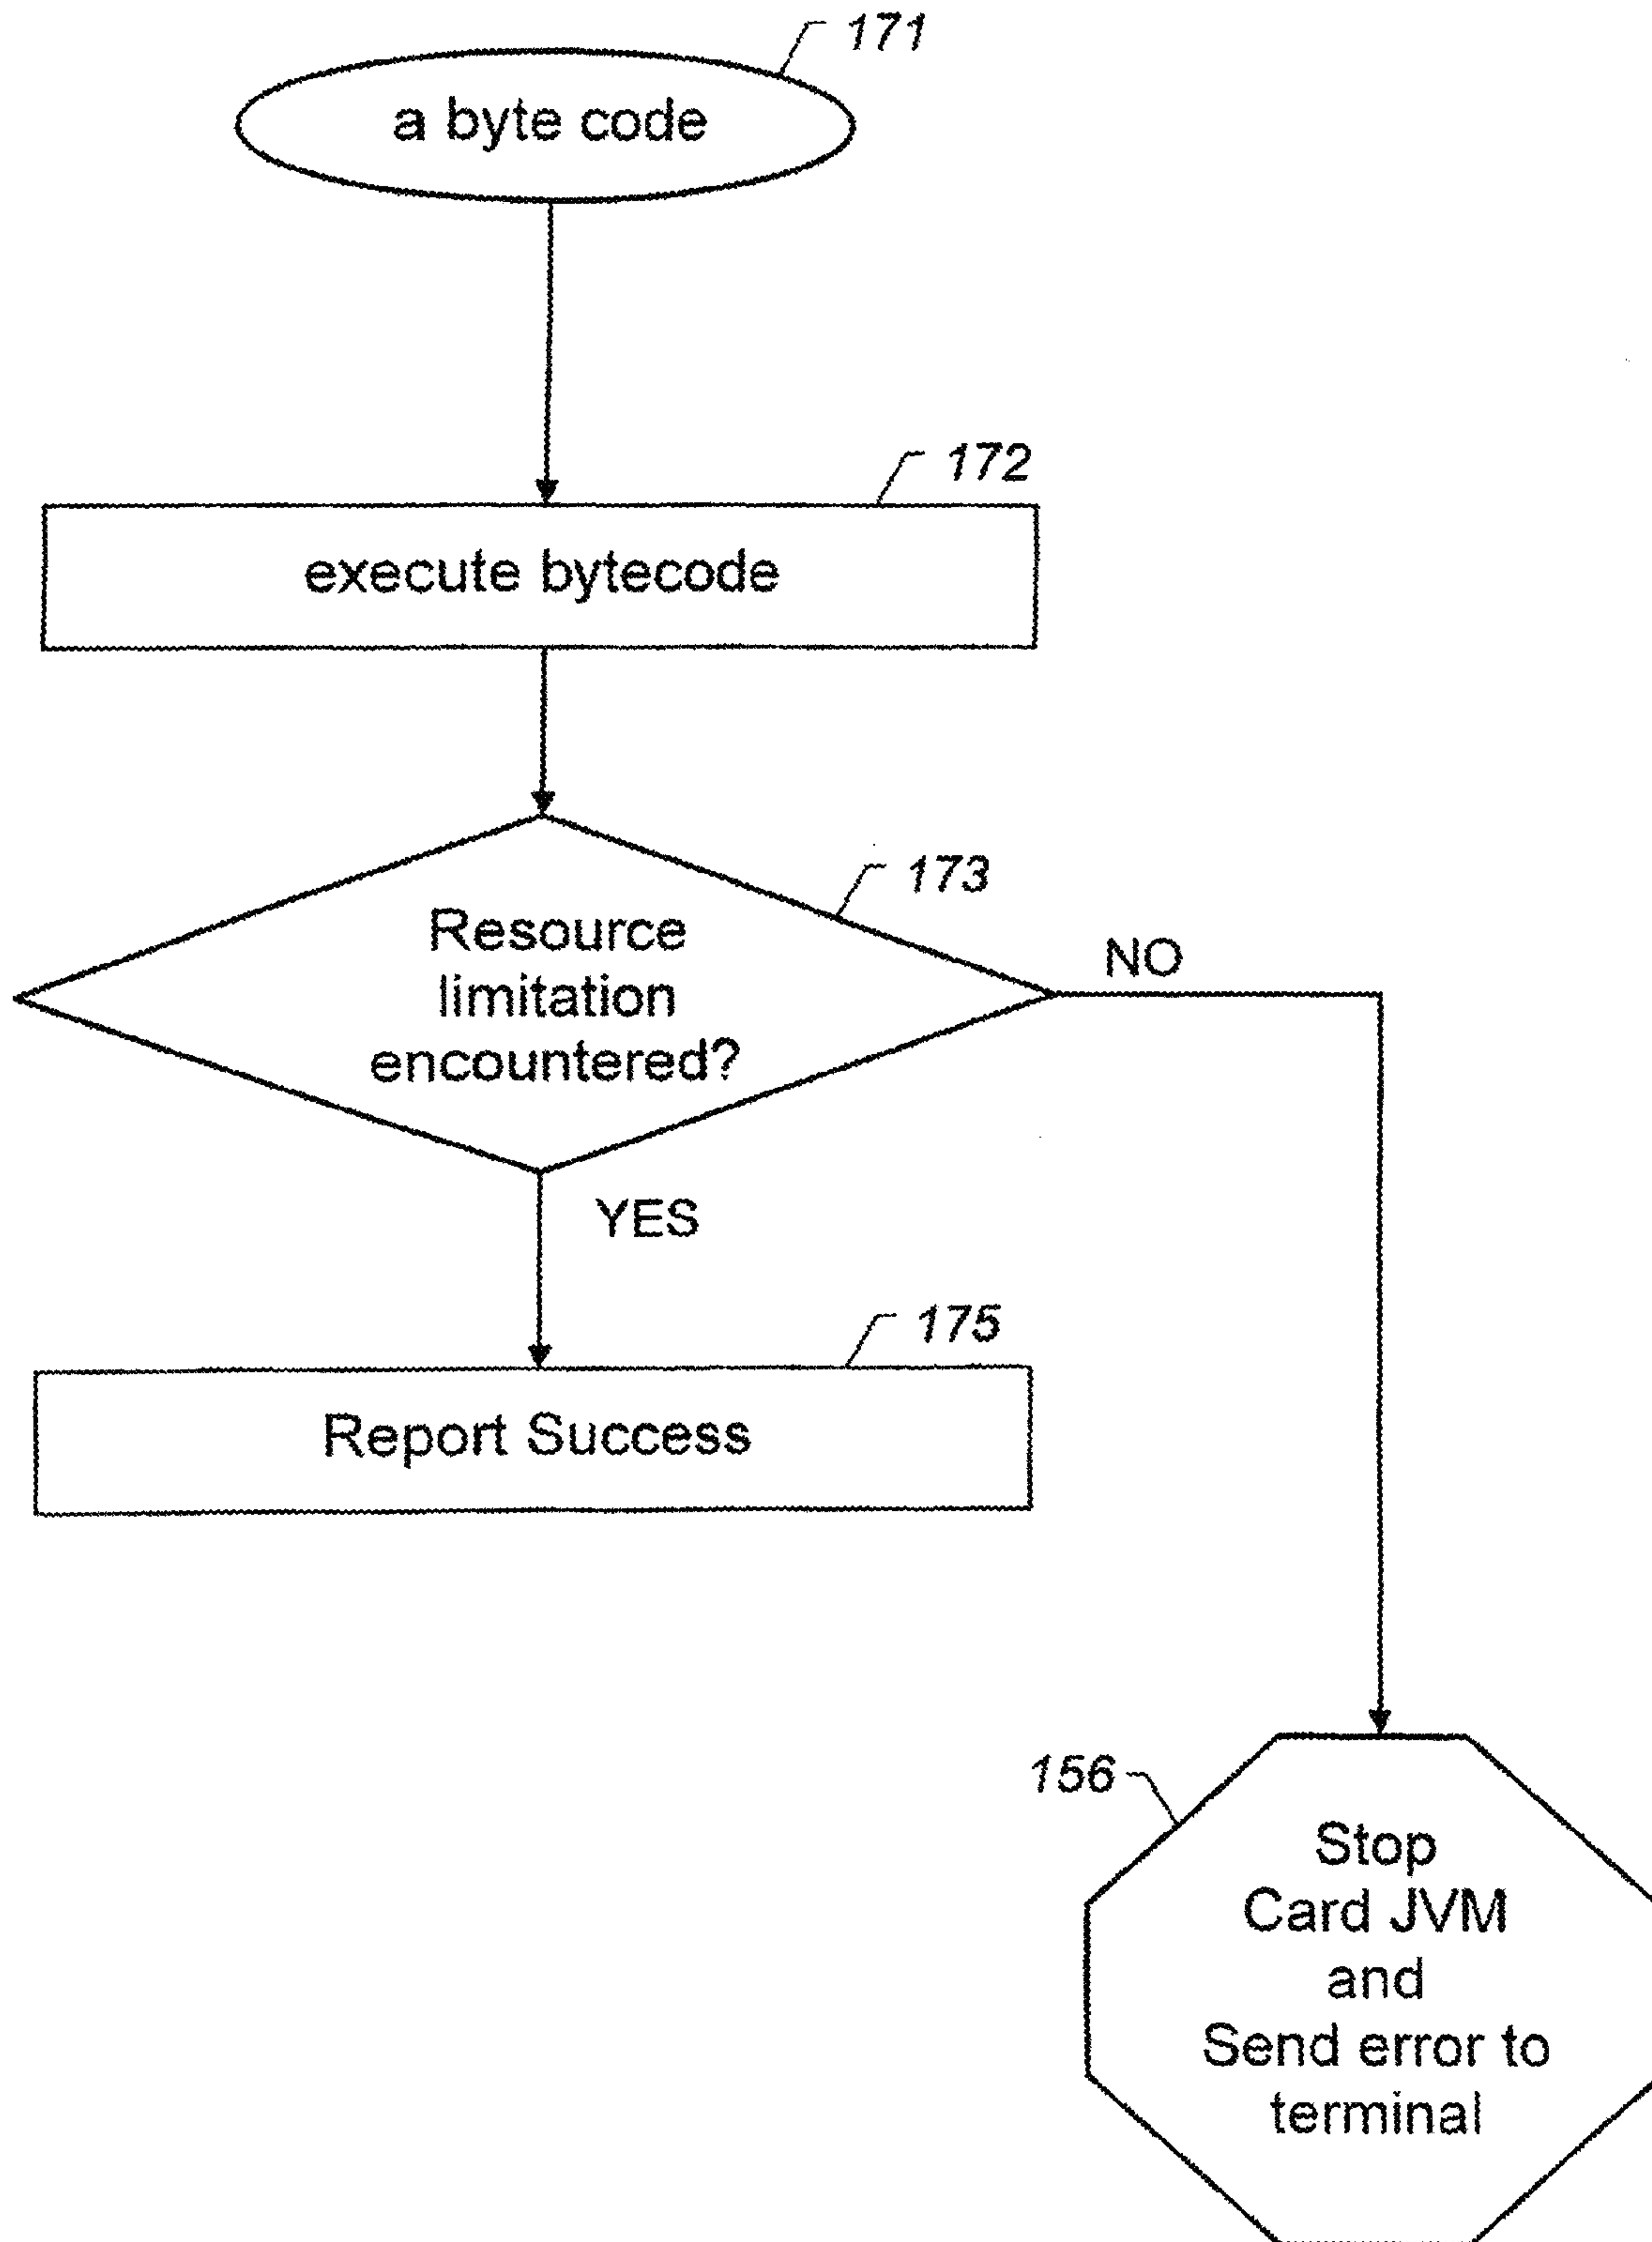 171
a byte code
172
execute bytecode
173
Resource
limitation
encountered?
NO
YES
175
Report Success
156
Stop
Card JVM
and
Send error to
terminal